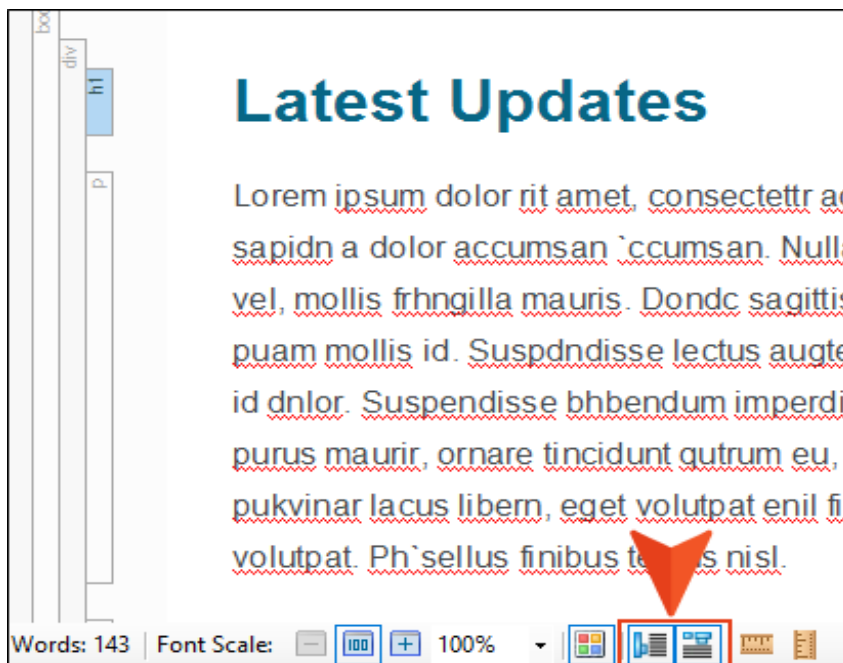 div
h1
p
Latest Updates
Lorem ipsum dolor rit amet, consectettr
sapidn a dolor accumsan `ccumsan. Null
vel, mollis frhngilla mauris. Dondc sagittis
puam mollis id. Suspdndisse lectus augte
id dnlor. Suspendisse bhbendum imperdi
purus maurir, ornare tincidunt qutrum eu,
pukvinar lacus libern, eget volutpat enil fi
volutpat. Ph`sellus finibus nisl.
Words: 143 Font Scale: 100 100%